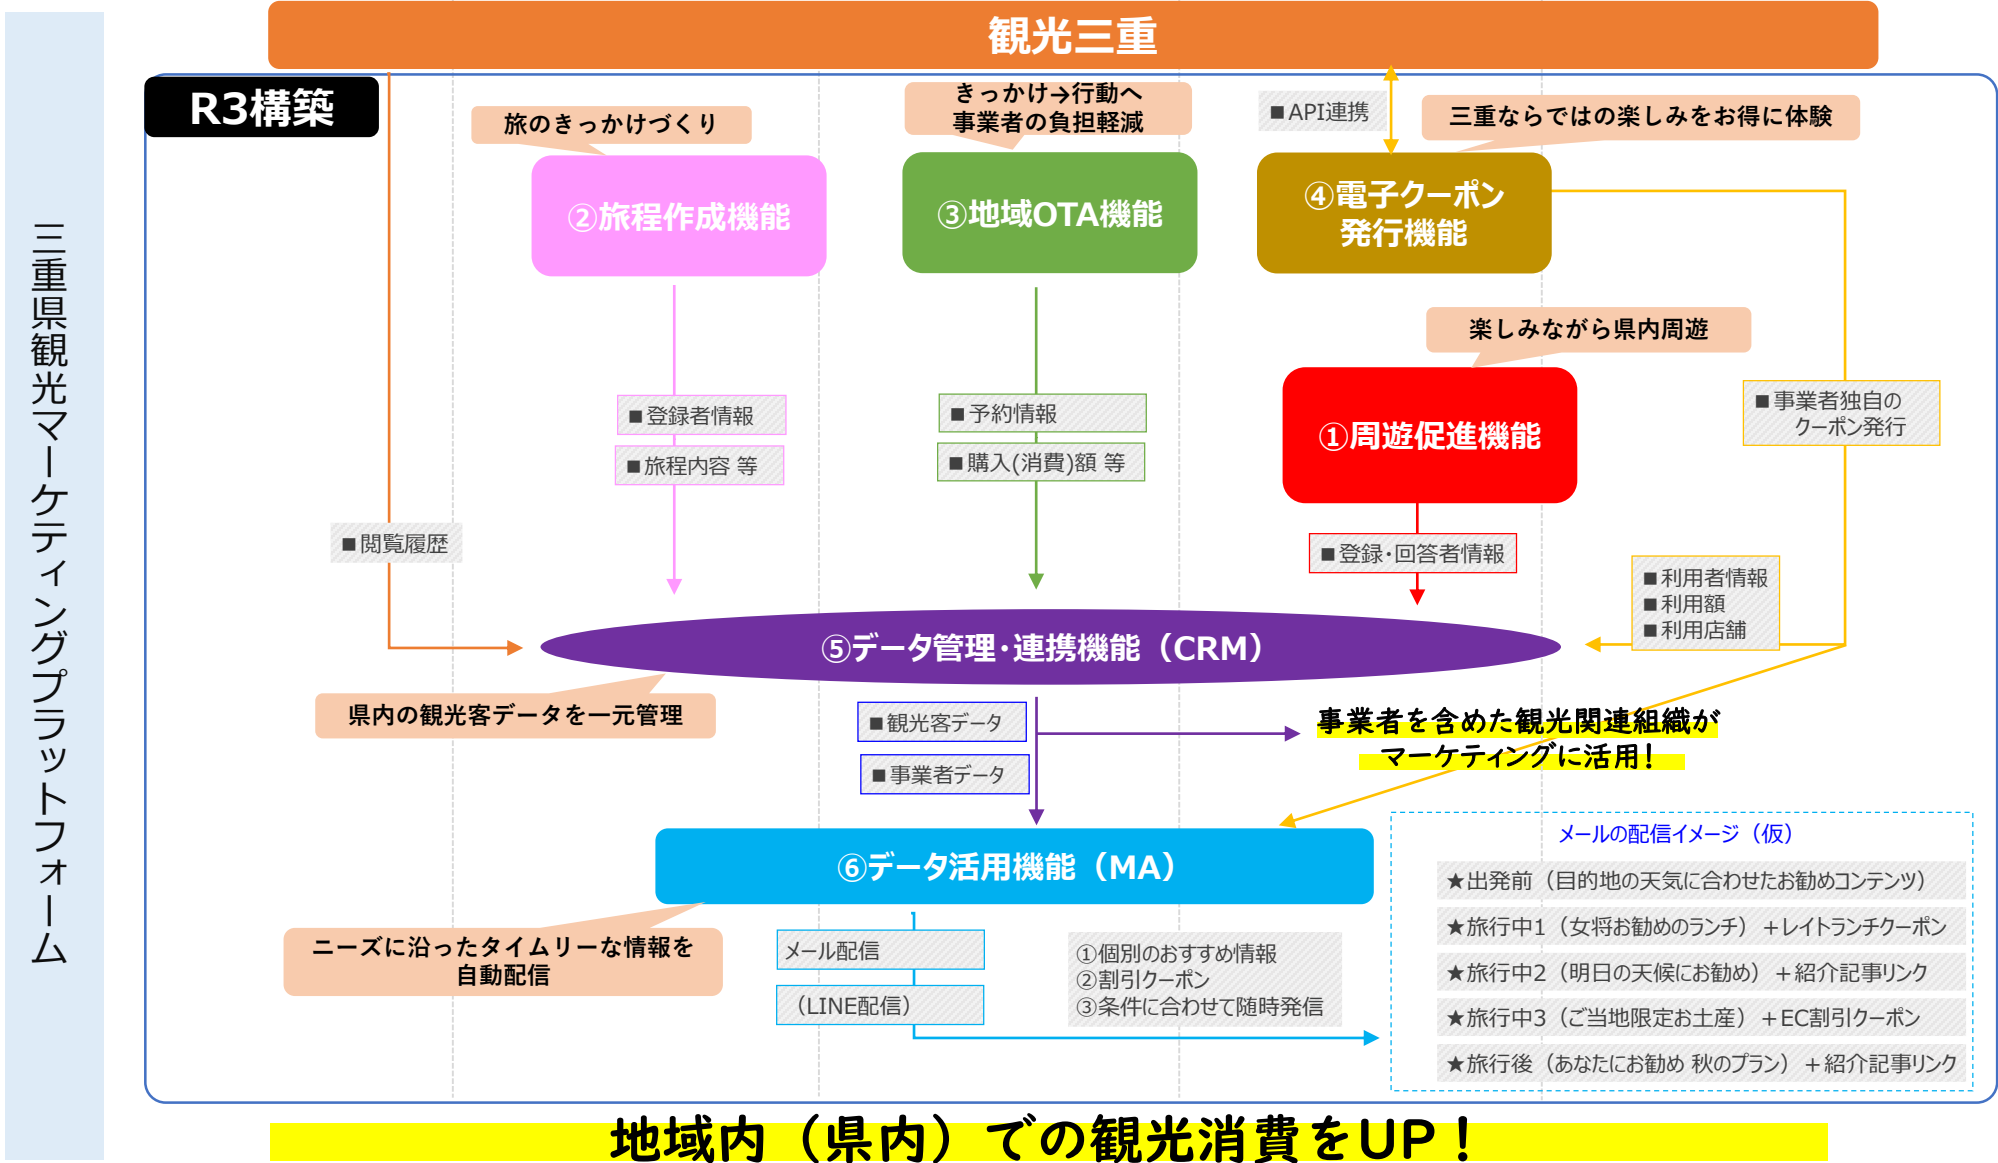 観光三重
三重県観光マーケティングプラットフォーム
R3構築
旅のきっかけづくり
きっかけ→行動へ
事業者の負担軽減
■API連携
三重ならではの楽しみをお得に体験
②旅程作成機能
③地域OTA機能
④電子クーポン
発行機能
楽しみながら県内周遊
①周遊促進機能
■登録者情報
■旅程内容 等
■予約情報
■購入(消費)額 等
■事業者独自の
クーポン発行
■閲覧履歴
■登録・回答者情報
■利用者情報
■利用額
■利用店舗
⑤データ管理・連携機能（CRM）
県内の観光客データを一元管理
■観光客データ
■事業者データ
事業者を含めた観光関連組織が
マーケティングに活用！
⑥データ活用機能（MA）
ニーズに沿ったタイムリーな情報を
自動配信
メール配信
（LINE配信）
①個別のおすすめ情報
②割引クーポン
③条件に合わせて随時発信
メールの配信イメージ（仮）
★出発前（目的地の天気に合わせたお勧めコンテンツ）
★旅行中1（女将お勧めのランチ）＋レイトランチクーポン
★旅行中2（明日の天候にお勧め）＋紹介記事リンク
★旅行中3（ご当地限定お土産）＋EC割引クーポン
★旅行後（あなたにお勧め 秋のプラン）＋紹介記事リンク
地域内（県内）での観光消費をUP！